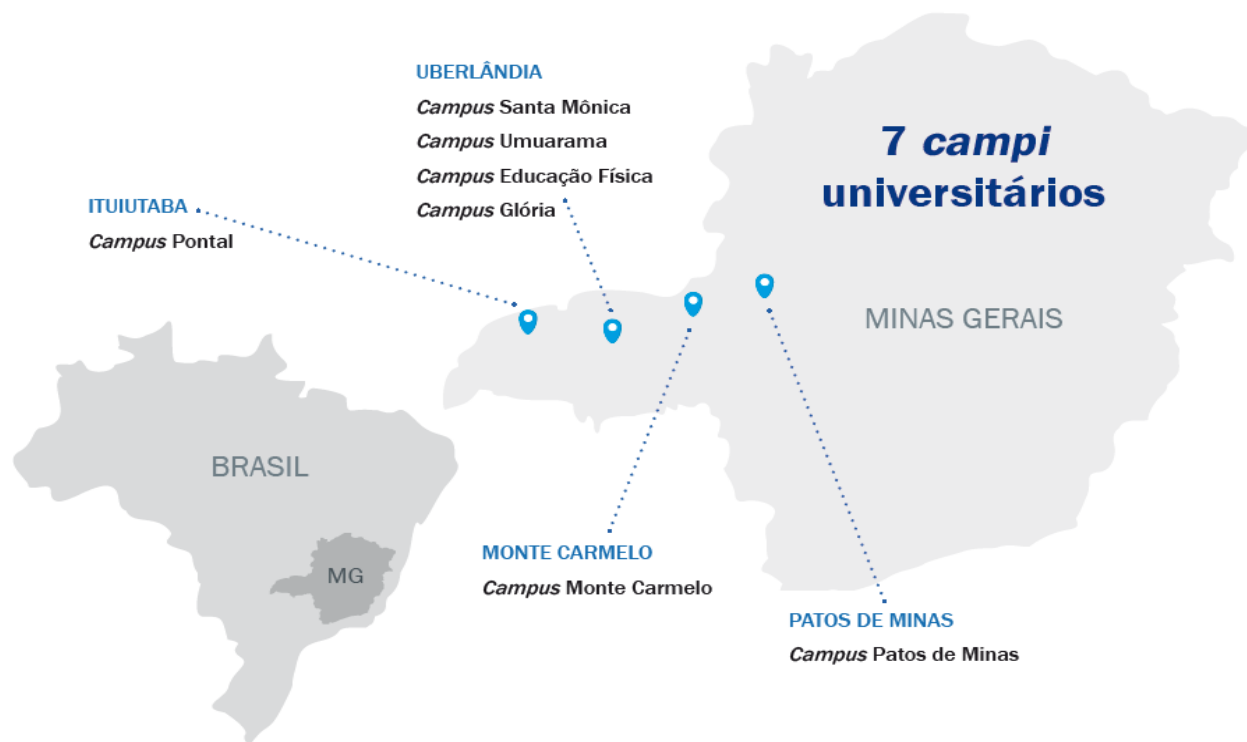 UBERLÂNDIA
Campus Santa Mônica
Campus Umuarama
Campus Educação Física
Campus Glória
7 campi
universitários
ITUIUTABA
Campus Pontal
MINAS GERAIS
BRASIL
MG
MONTE CARMELO
Campus Monte Carmelo
PATOS DE MINAS
Campus Patos de Minas